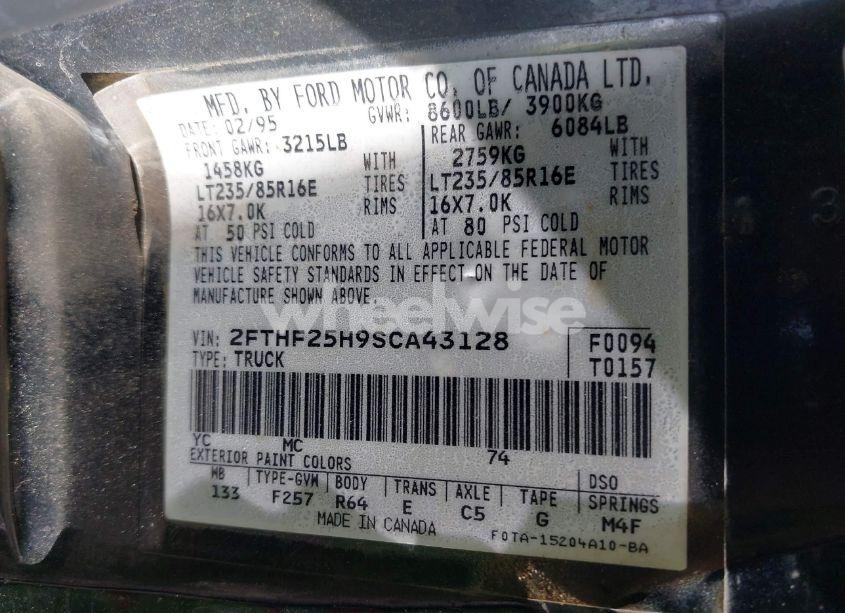 MFD. BY FORD MOTOR CO. OF CANADA LTD.
DATE: 02/95 GVWR: 8600LB/ 3900KG
FRONT GAWR: 3215LB REAR GAWR: 6084LB
1458KG WITH 2759KG WITH
LT235/85R16E TIRES LT235/85R16E TIRES
16X7.0K RIMS 16X7.0K RIMS
AT 50 PSI COLD AT 80 PSI COLD
THIS VEHICLE CONFORMS TO ALL APPLICABLE FEDERAL MOTOR
VEHICLE SAFETY STANDARDS IN EFFECT ON THE DATE OF
MANUFACTURE SHOWN ABOVE.
wheelwise
VIN: 2FTHF25H9SCA43128 F0094
TYPE: TRUCK T0157
YC MC 74
EXTERIOR PAINT COLORS DSO
WB TYPE-GVW BODY TRANS AXLE TAPE SPRINGS
133 F257 R64 E C5 G M4F
MADE IN CANADA F0TA-15204A10-BA